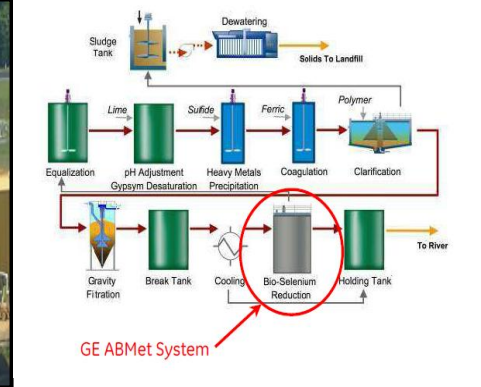 Dewatering
Sludge
Tank
Solids To Landfill
Lime
Sulfide
Ferric
Polymer
Equalization
pH Adjustment
Gypsym Desaturation
Heavy Metals
Precipitation
Coagulation
Clarification
To River
Gravity
Fitration
Break Tank
Cooling
Bio-Selenium
Reduction
Holding Tank
GE ABMet System